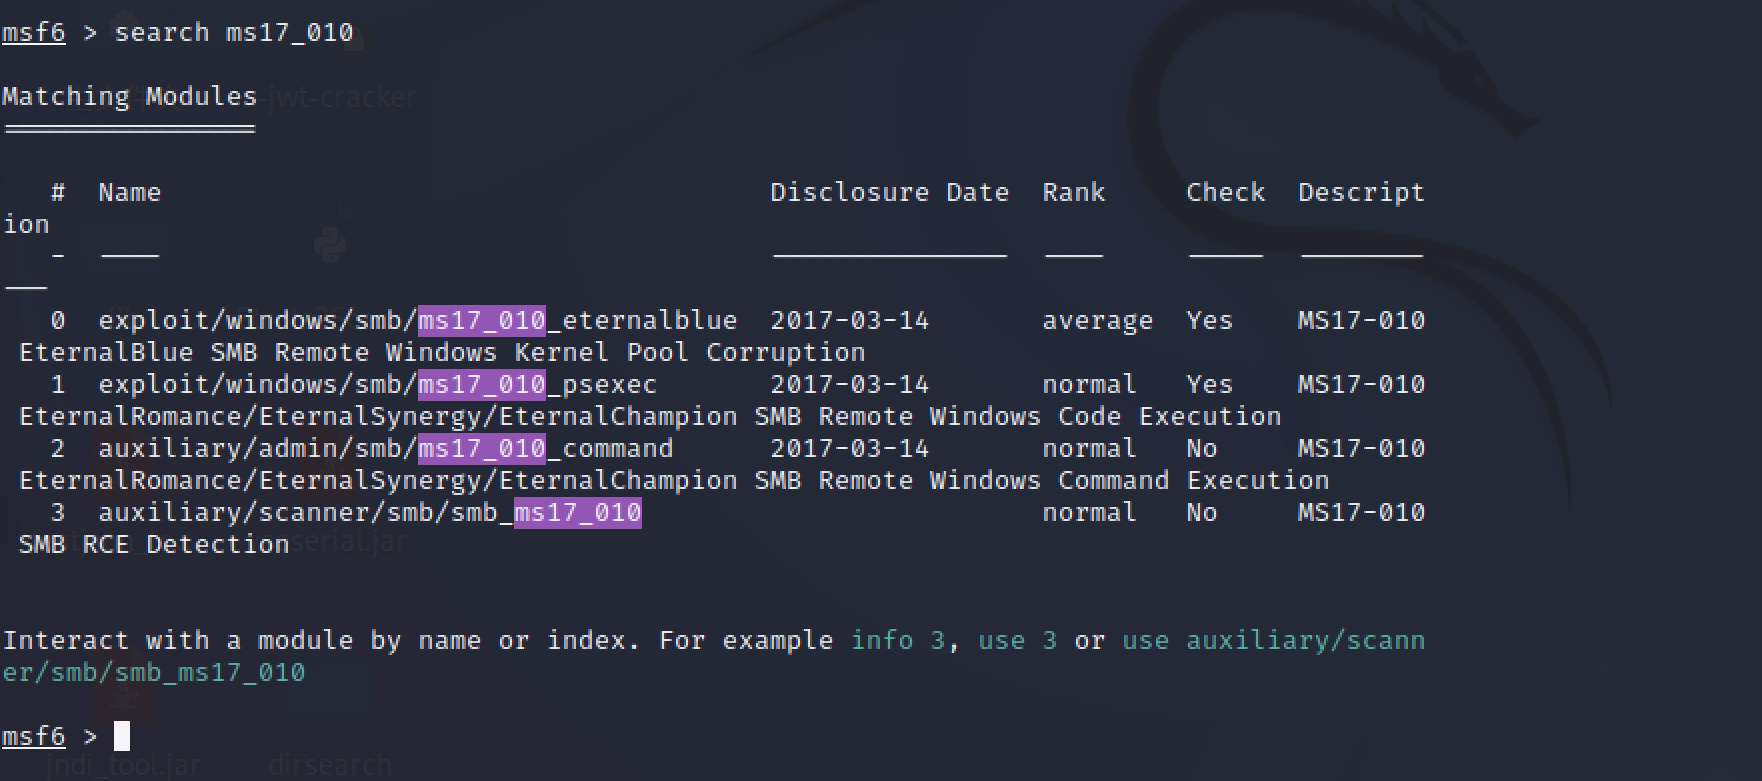 msf6 > search ms17_010
Matching Modules
-jwt-cracker
================
# Name Disclosure Date Rank Check Descript
ion
- ---- --------------- ---- ----- --------
---
0 exploit/windows/smb/ms17_010_eternalblue 2017-03-14 average Yes MS17-010
EternalBlue SMB Remote Windows Kernel Pool Corruption
1 exploit/windows/smb/ms17_010_psexec 2017-03-14 normal Yes MS17-010
EternalRomance/EternalSynergy/EternalChampion SMB Remote Windows Code Execution
2 auxiliary/admin/smb/ms17_010_command 2017-03-14 normal No MS17-010
EternalRomance/EternalSynergy/EternalChampion SMB Remote Windows Command Execution
3 auxiliary/scanner/smb/smb_ms17_010 normal No MS17-010
SMB RCE Detection
serial.jar
Interact with a module by name or index. For example info 3, use 3 or use auxiliary/scann
er/smb/smb_ms17_010
msf6 >
jndi_tool.jar dirsearch